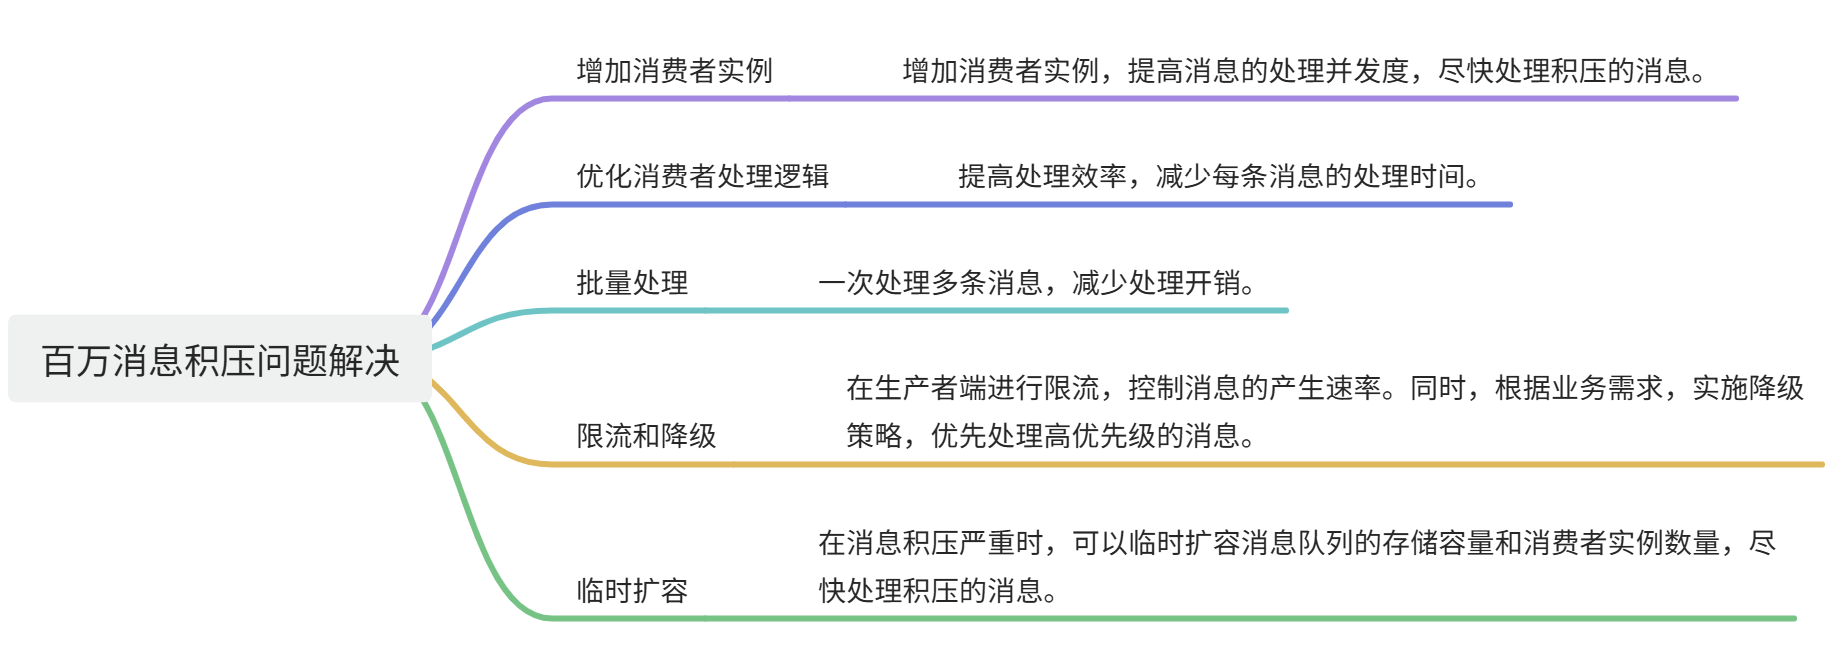 百万消息积压问题解决
增加消费者实例
增加消费者实例，提高消息的处理并发度，尽快处理积压的消息。
优化消费者处理逻辑
提高处理效率，减少每条消息的处理时间。
批量处理
一次处理多条消息，减少处理开销。
限流和降级
在生产者端进行限流，控制消息的产生速率。同时，根据业务需求，实施降级
策略，优先处理高优先级的消息。
临时扩容
在消息积压严重时，可以临时扩容消息队列的存储容量和消费者实例数量，尽
快处理积压的消息。